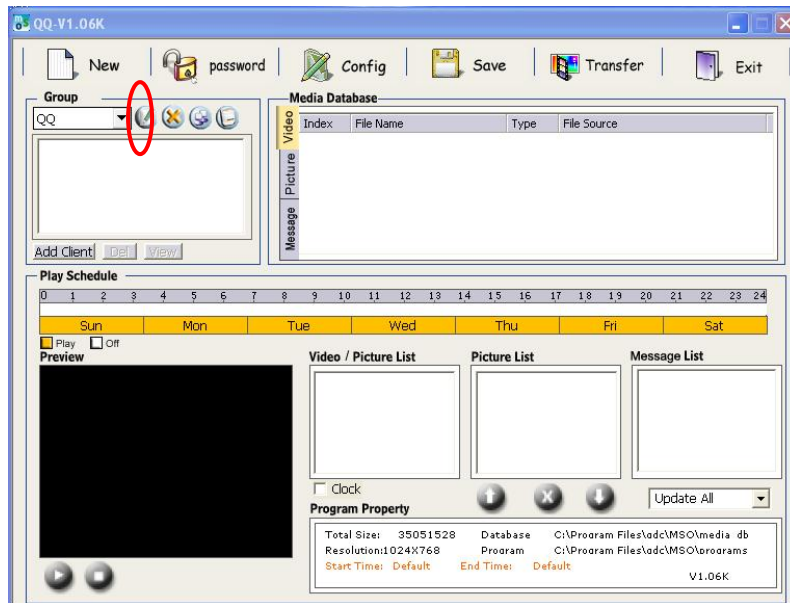 QQ-V1.06K
New password Config Save Transfer Exit
Group
QQ
Add Client Del View
Media Database
Video
Picture
Message
Index File Name Type File Source
Play Schedule
0 1 2 3 4 5 6 7 8 9 10 11 12 13 14 15 16 17 18 19 20 21 22 23 24
Sun Mon Tue Wed Thu Fri Sat
Play Off
Preview
Video / Picture List
Picture List
Message List
Clock
Update All
Program Property
Total Size: 35051528 Database C:\Program Files\adc\MSO\media db
Resolution:1024X768 Program C:\Program Files\adc\MSO\programs
Start Time: Default End Time: Default
V1.06K